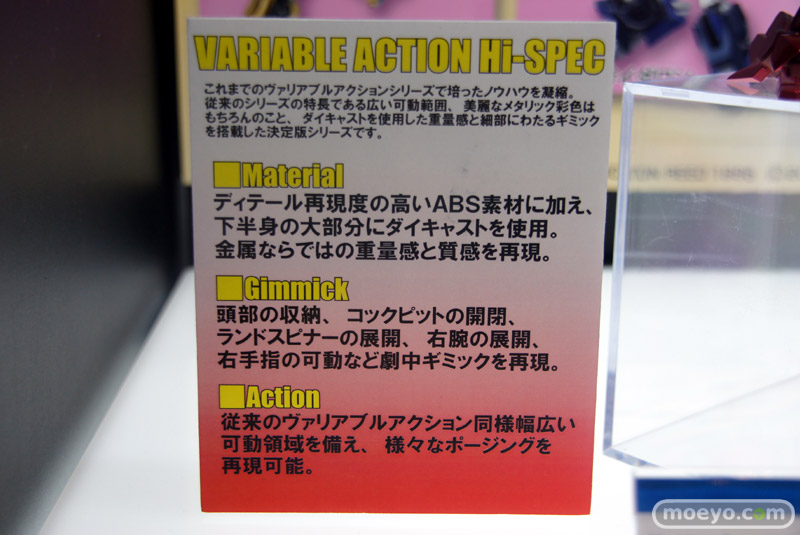 VARIABLE ACTION Hi-SPEC
これまでのヴァリアブルアクションシリーズで培ったノウハウを凝縮。
従来のシリーズの特長である広い可動範囲、美麗なメタリック彩色は
もちろんのこと、ダイキャストを使用した重量感と細部にわたるギミック
を搭載した決定版シリーズです。
■Material
ディテール再現度の高いABS素材に加え、
下半身の大部分にダイキャストを使用。
金属ならではの重量感と質感を再現。
■Gimmick
頭部の収納、コックピットの開閉、
ランドスピナーの展開、右腕の展開、
右手指の可動など劇中ギミックを再現。
■Action
従来のヴァリアブルアクション同様幅広い
可動領域を備え、様々なポージングを
再現可能。
moeyo.com